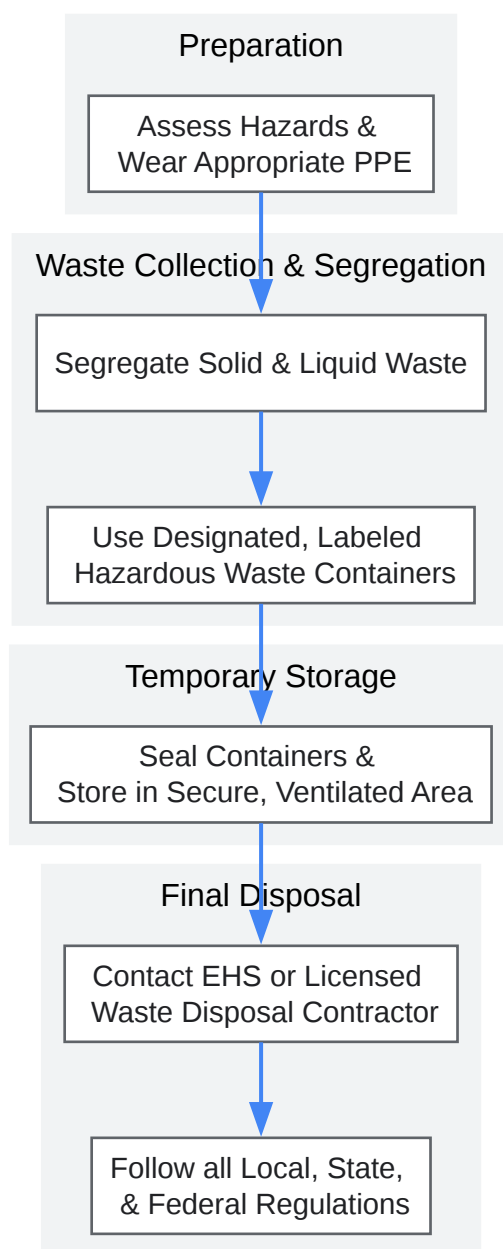 Preparation
Assess Hazards &
Wear Appropriate PPE
Waste Collection & Segregation
Segregate Solid & Liquid Waste
Use Designated, Labeled
Hazardous Waste Containers
Temporary Storage
Seal Containers &
Store in Secure, Ventilated Area
Final Disposal
Contact EHS or Licensed
Waste Disposal Contractor
Follow all Local, State,
& Federal Regulations